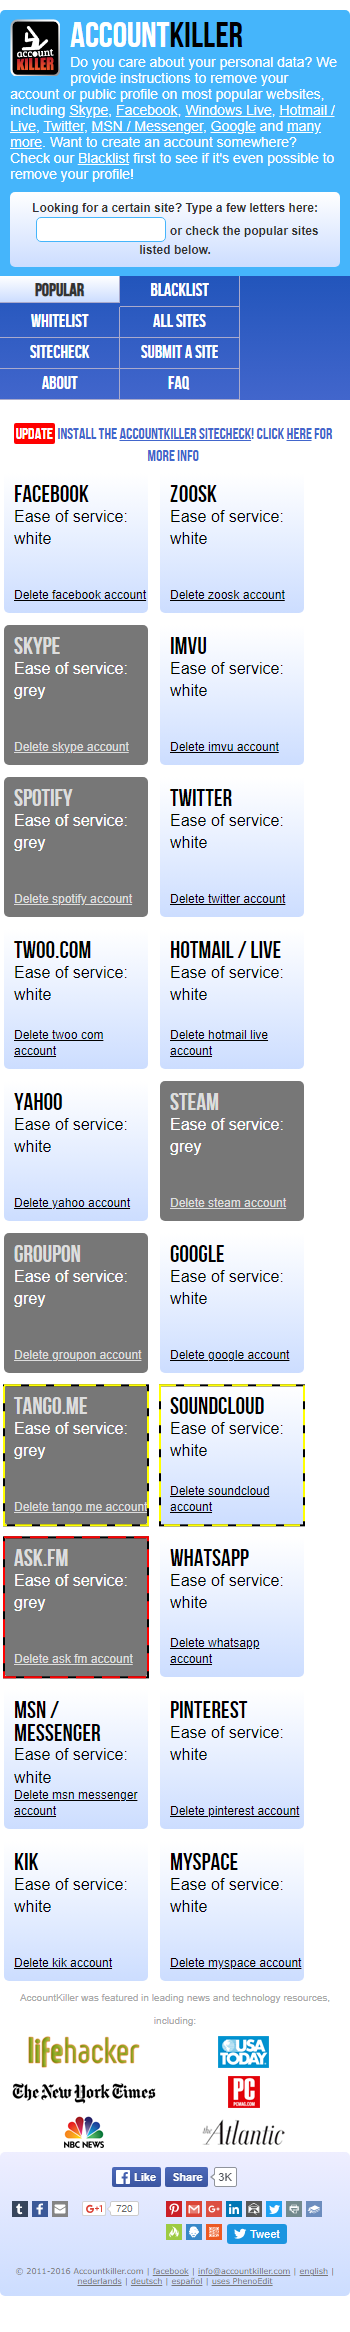 account
KILLER
ACCOUNTKILLER
Do you care about your personal data? We
provide instructions to remove your
account or public profile on most popular websites,
including Skype, Facebook, Windows Live, Hotmail /
Live, Twitter, MSN / Messenger, Google and many
more. Want to create an account somewhere?
Check our Blacklist first to see if it's even possible to
remove your profile!
Looking for a certain site? Type a few letters here:
or check the popular sites
listed below.
POPULAR
BLACKLIST
WHITELIST
ALL SITES
SITECHECK
SUBMIT A SITE
ABOUT
FAQ
UPDATE INSTALL THE ACCOUNTKILLER SITECHECK! CLICK HERE FOR
MORE INFO
FACEBOOK
Ease of service:
white
Delete facebook account
ZOOSK
Ease of service:
white
Delete zoosk account
SKYPE
Ease of service:
grey
Delete skype account
IMVU
Ease of service:
white
Delete imvu account
SPOTIFY
Ease of service:
grey
Delete spotify account
TWITTER
Ease of service:
white
Delete twitter account
TWOO.COM
Ease of service:
white
Delete twoo com
account
HOTMAIL / LIVE
Ease of service:
white
Delete hotmail live
account
YAHOO
Ease of service:
white
Delete yahoo account
STEAM
Ease of service:
grey
Delete steam account
GROUPON
Ease of service:
grey
Delete groupon account
GOOGLE
Ease of service:
white
Delete google account
TANGO.ME
Ease of service:
grey
Delete tango me account
SOUNDCLOUD
Ease of service:
white
Delete soundcloud
account
ASK.FM
Ease of service:
grey
Delete ask fm account
WHATSAPP
Ease of service:
white
Delete whatsapp
account
MSN /
MESSENGER
Ease of service:
white
Delete msn messenger
account
PINTEREST
Ease of service:
white
Delete pinterest account
KIK
Ease of service:
white
Delete kik account
MYSPACE
Ease of service:
white
Delete myspace account
AccountKiller was featured in leading news and technology resources,
including:
lifehacker
USA
TODAY
The New York Times
PC
PCMAG.COM
NBC NEWS
the Atlantic
Like
Share
3K
G+1
720
Tweet
© 2011-2016 Accountkiller.com | facebook | info@accountkiller.com | english |
nederlands | deutsch | español | uses PhenoEdit